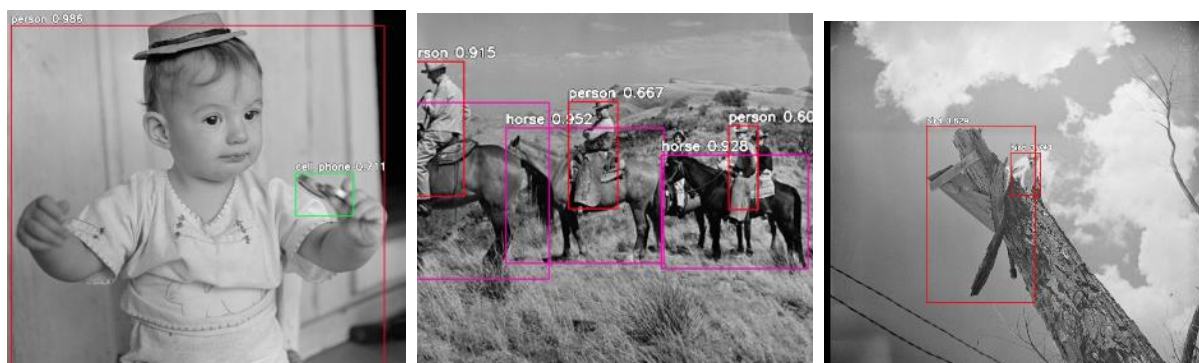 person 0.986
cell phone 0.711
rson 0.915
person 0.667
horse 0.952
person 0.60
horse 0.928